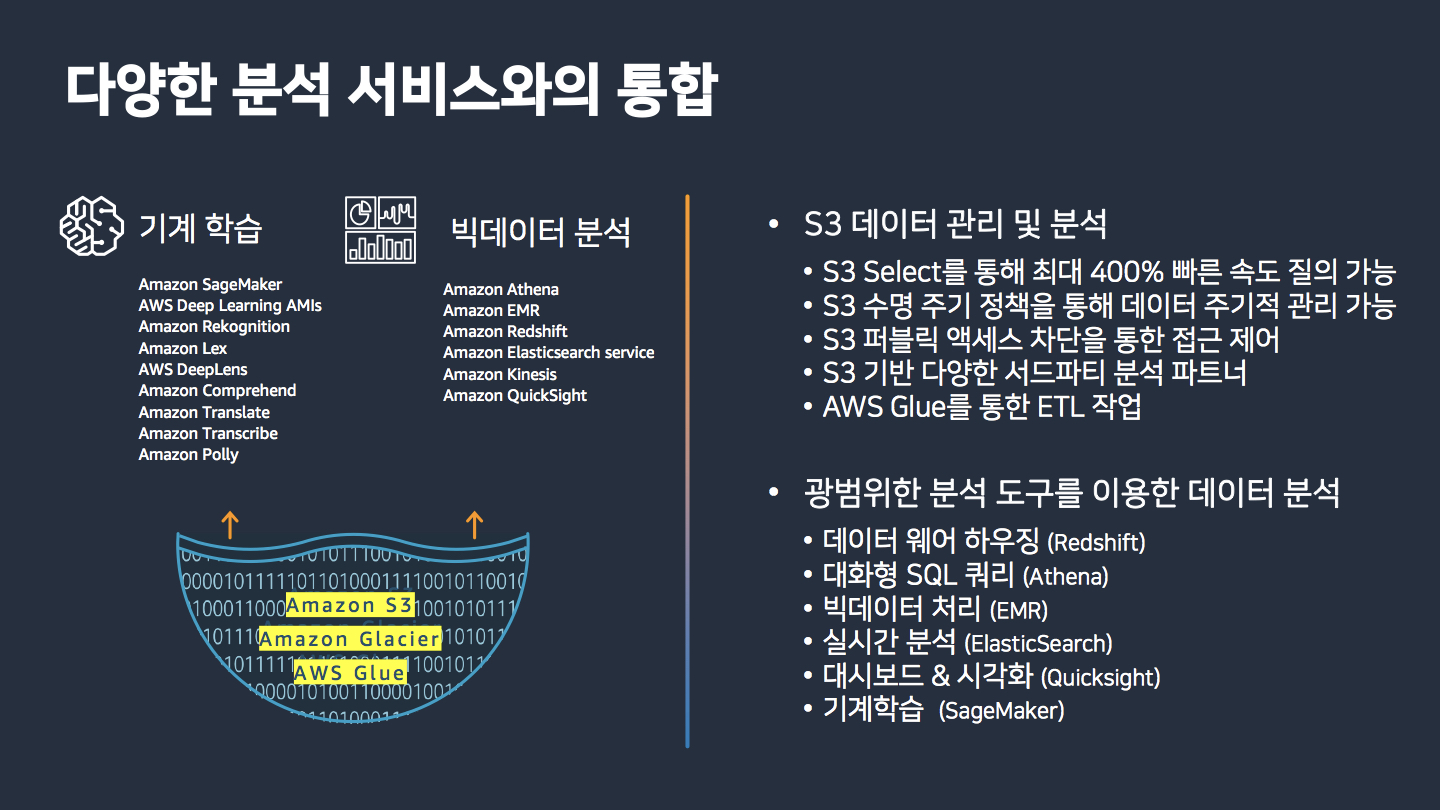 다양한 분석 서비스와의 통합
기계 학습
Amazon SageMaker
AWS Deep Learning AMIs
Amazon Rekognition
Amazon Lex
AWS DeepLens
Amazon Comprehend
Amazon Translate
Amazon Transcribe
Amazon Polly
빅데이터 분석
Amazon Athena
Amazon EMR
Amazon Redshift
Amazon Elasticsearch service
Amazon Kinesis
Amazon QuickSight
Amazon S3
Amazon Glacier
AWS Glue
• S3 데이터 관리 및 분석
• S3 Select를 통해 최대 400% 빠른 속도 질의 가능
• S3 수명 주기 정책을 통해 데이터 주기적 관리 가능
• S3 퍼블릭 액세스 차단을 통한 접근 제어
• S3 기반 다양한 서드파티 분석 파트너
• AWS Glue를 통한 ETL 작업
• 광범위한 분석 도구를 이용한 데이터 분석
• 데이터 웨어 하우징 (Redshift)
• 대화형 SQL 쿼리 (Athena)
• 빅데이터 처리 (EMR)
• 실시간 분석 (ElasticSearch)
• 대시보드 & 시각화 (Quicksight)
• 기계학습 (SageMaker)